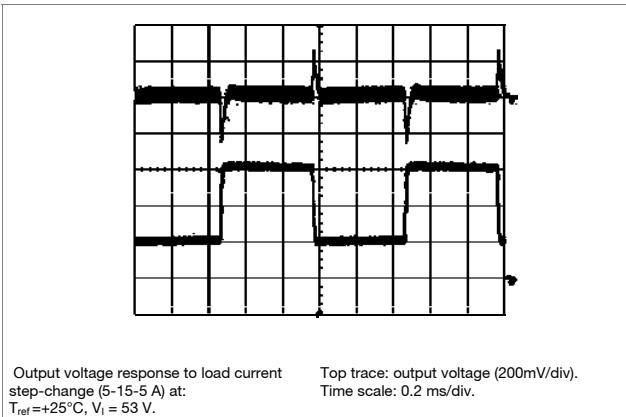 Output voltage response to load current
step-change (5-15-5 A) at:
Tref =+25°C, VI = 53 V.
Top trace: output voltage (200mV/div).
Time scale: 0.2 ms/div.